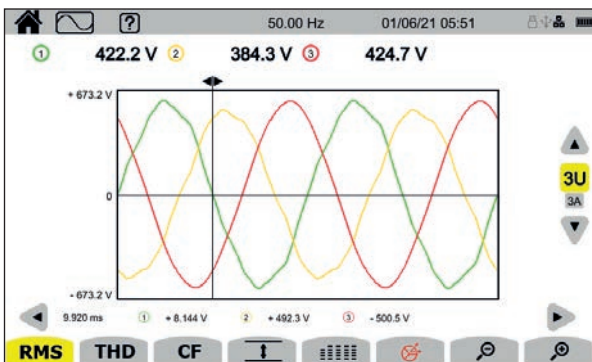 ? 50.00 Hz 01/06/21 05:51
1 422.2 V 2 384.3 V 3 424.7 V
+ 673.2 V
0
- 673.2 V
3U
3A
9.920 ms 1 + 8.144 V 2 + 492.3 V 3 - 500.5 V
RMS THD CF